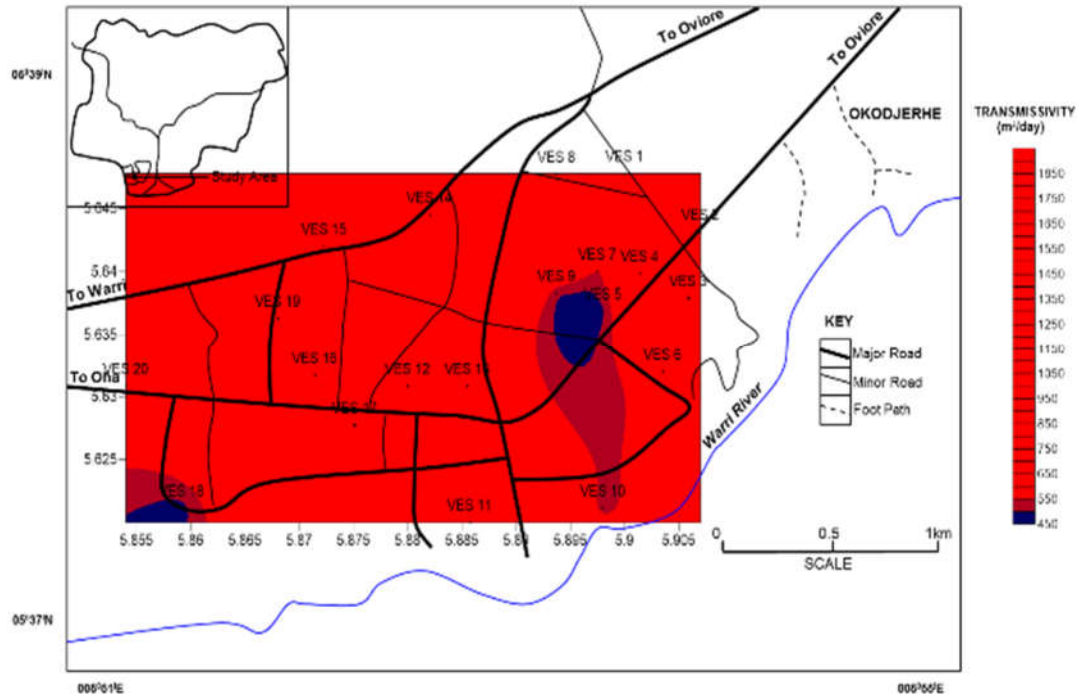 To Oviore
To Oviore
06°39'N
OKODJERHE
TRANSMISSIVITY
(m²/day)
VES 8
VES 1
Study Area
1950
1850
1750
1650
1550
1450
1350
1250
1150
1050
950
850
750
650
550
450
VES 14
5.645
VES 2
VES 15
VES 7
VES 4
5.64
VES 9
VES 3
To Warri
VES 5
VES 19
5.635
KEY
Major Road
Minor Road
Foot Path
VES 6
VES 16
VES 12
VES 20
To Oha
5.63
VES 17
Warri River
5.625
VES 18
VES 10
VES 11
5.855
5.86
5.865
5.87
5.875
5.88
5.885
5.89
5.895
5.9
5.905
0
0.5
1km
SCALE
05°37'N